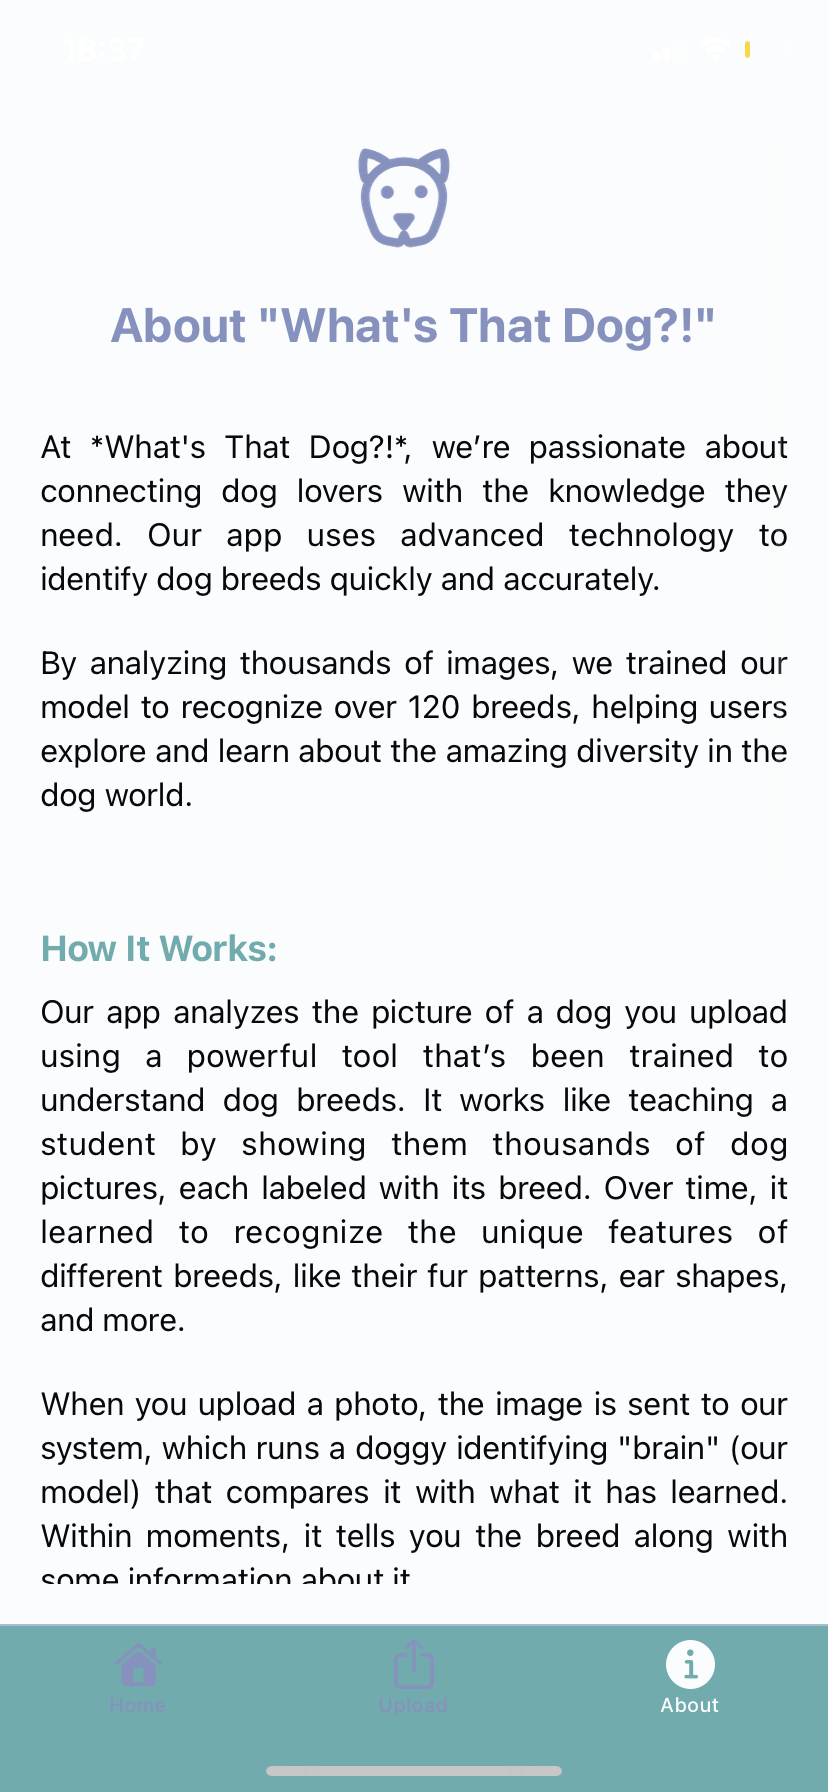 18:37
About "What's That Dog?!"
At *What's That Dog?!*, we’re passionate about
connecting dog lovers with the knowledge they
need. Our app uses advanced technology to
identify dog breeds quickly and accurately.
By analyzing thousands of images, we trained our
model to recognize over 120 breeds, helping users
explore and learn about the amazing diversity in the
dog world.
How It Works:
Our app analyzes the picture of a dog you upload
using a powerful tool that’s been trained to
understand dog breeds. It works like teaching a
student by showing them thousands of dog
pictures, each labeled with its breed. Over time, it
learned to recognize the unique features of
different breeds, like their fur patterns, ear shapes,
and more.
When you upload a photo, the image is sent to our
system, which runs a doggy identifying "brain" (our
model) that compares it with what it has learned.
Within moments, it tells you the breed along with
some information about it
Home
Upload
About